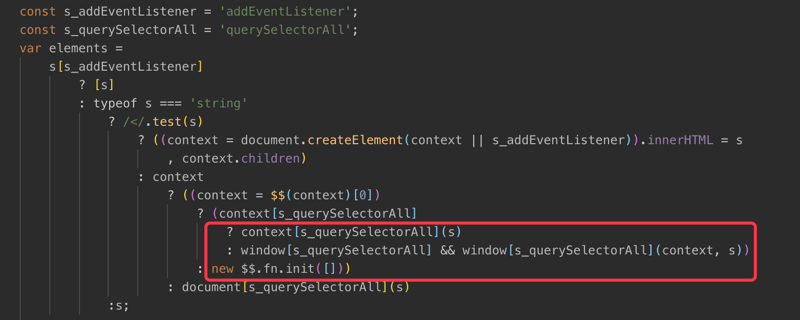 const s_addEventListener = 'addEventListener';
const s_querySelectorAll = 'querySelectorAll';
var elements =
s[s_addEventListener]
? [s]
: typeof s === 'string'
? /</.test(s)
? ((context = document.createElement(context || s_addEventListener)).innerHTML = s
, context.children)
: context
? ((context = $$(context)[0])
? (context[s_querySelectorAll]
? context[s_querySelectorAll](s)
: window[s_querySelectorAll] && window[s_querySelectorAll](context, s))
: new $$.fn.init([]))
: document[s_querySelectorAll](s)
:s;